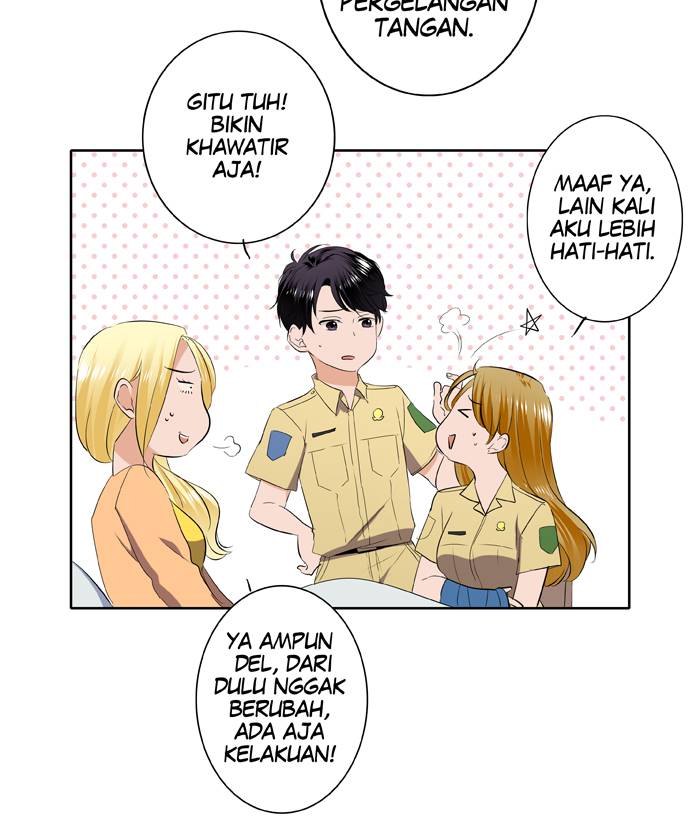 PERGELANGAN
TANGAN.
GITU TUH!
BIKIN
KHAWATIR
AJA!
MAAF YA,
LAIN KALI
AKU LEBIH
HATI-HATI.
YA AMPUN
DEL, DARI
DULU NGGAK
BERUBAH,
ADA AJA
KELAKUAN!